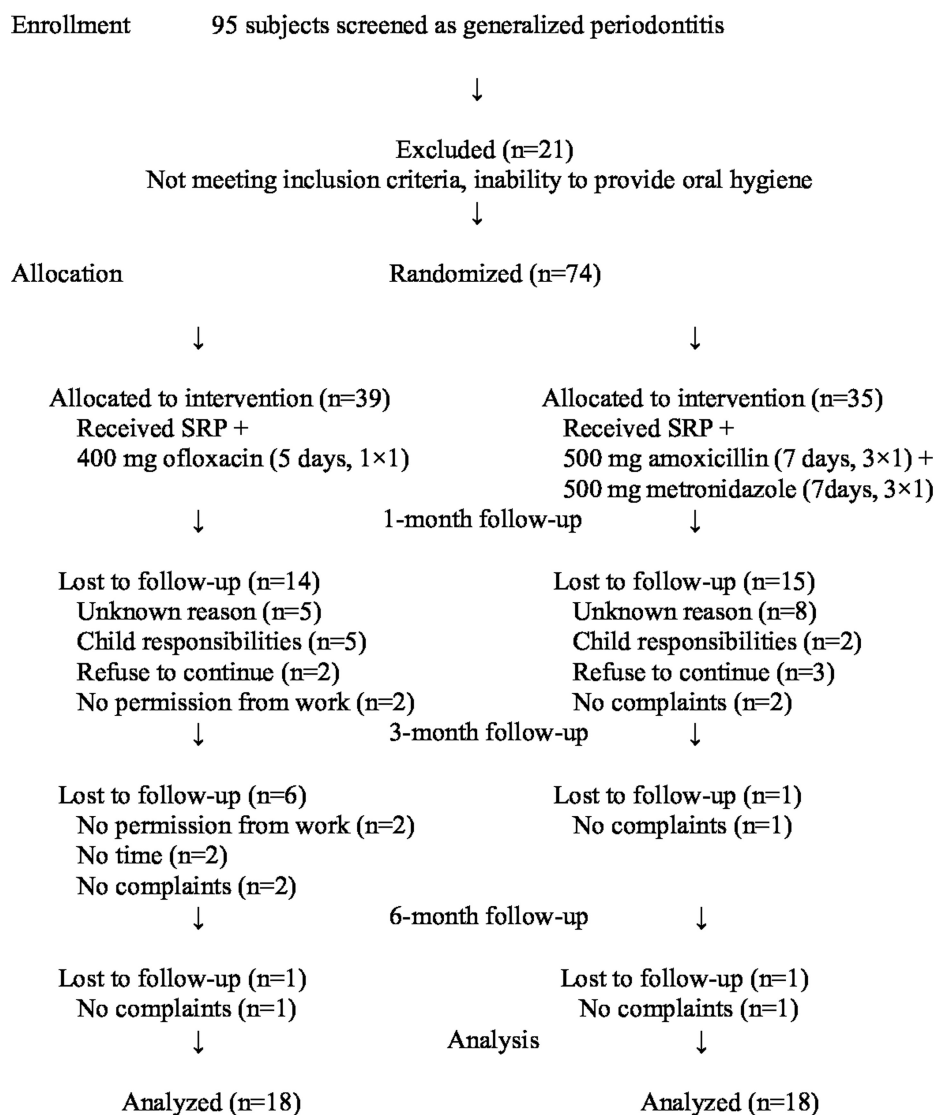 Enrollment 95 subjects screened as generalized periodontitis
↓
Excluded (n=21)
Not meeting inclusion criteria, inability to provide oral hygiene
↓
Allocation Randomized (n=74)
↓ ↓
Allocated to intervention (n=39) Allocated to intervention (n=35)
Received SRP + Received SRP +
400 mg ofloxacin (5 days, 1×1) 500 mg amoxicillin (7 days, 3×1) +
500 mg metronidazole (7days, 3×1)
↓ 1-month follow-up ↓
Lost to follow-up (n=14) Lost to follow-up (n=15)
Unknown reason (n=5) Unknown reason (n=8)
Child responsibilities (n=5) Child responsibilities (n=2)
Refuse to continue (n=2) Refuse to continue (n=3)
No permission from work (n=2) No complaints (n=2)
↓ 3-month follow-up ↓
Lost to follow-up (n=6) Lost to follow-up (n=1)
No permission from work (n=2) No complaints (n=1)
No time (n=2)
No complaints (n=2)
↓ 6-month follow-up ↓
Lost to follow-up (n=1) Lost to follow-up (n=1)
No complaints (n=1) No complaints (n=1)
↓ Analysis ↓
Analyzed (n=18) Analyzed (n=18)